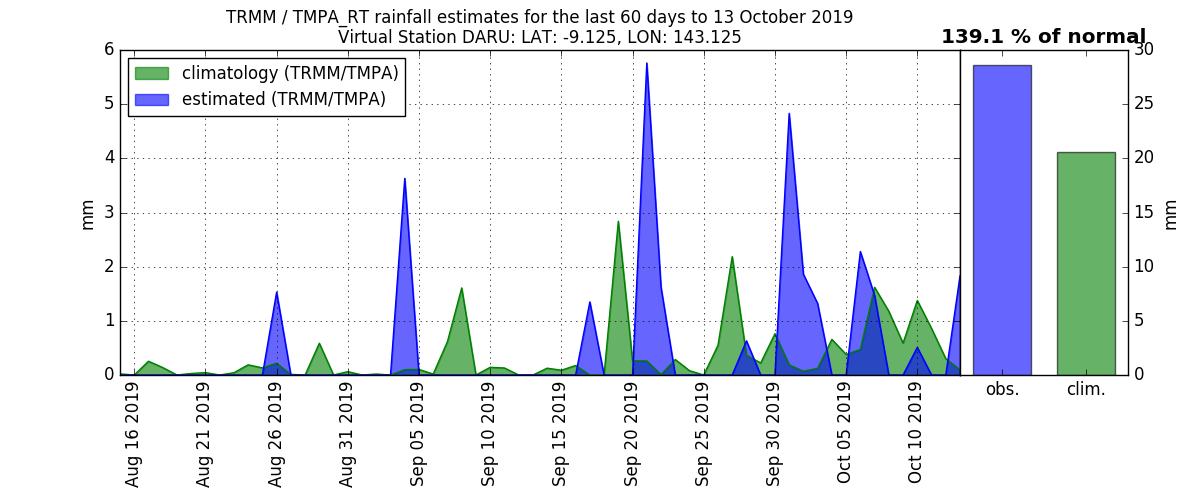 TRMM / TMPA_RT rainfall estimates for the last 60 days to 13 October 2019
Virtual Station DARU: LAT: -9.125, LON: 143.125
139.1 % of normal
climatology (TRMM/TMPA)
estimated (TRMM/TMPA)
6
5
4
3
2
1
0
mm
30
25
20
15
10
5
0
mm
Aug 16 2019
Aug 21 2019
Aug 26 2019
Aug 31 2019
Sep 05 2019
Sep 10 2019
Sep 15 2019
Sep 20 2019
Sep 25 2019
Sep 30 2019
Oct 05 2019
Oct 10 2019
obs.
clim.